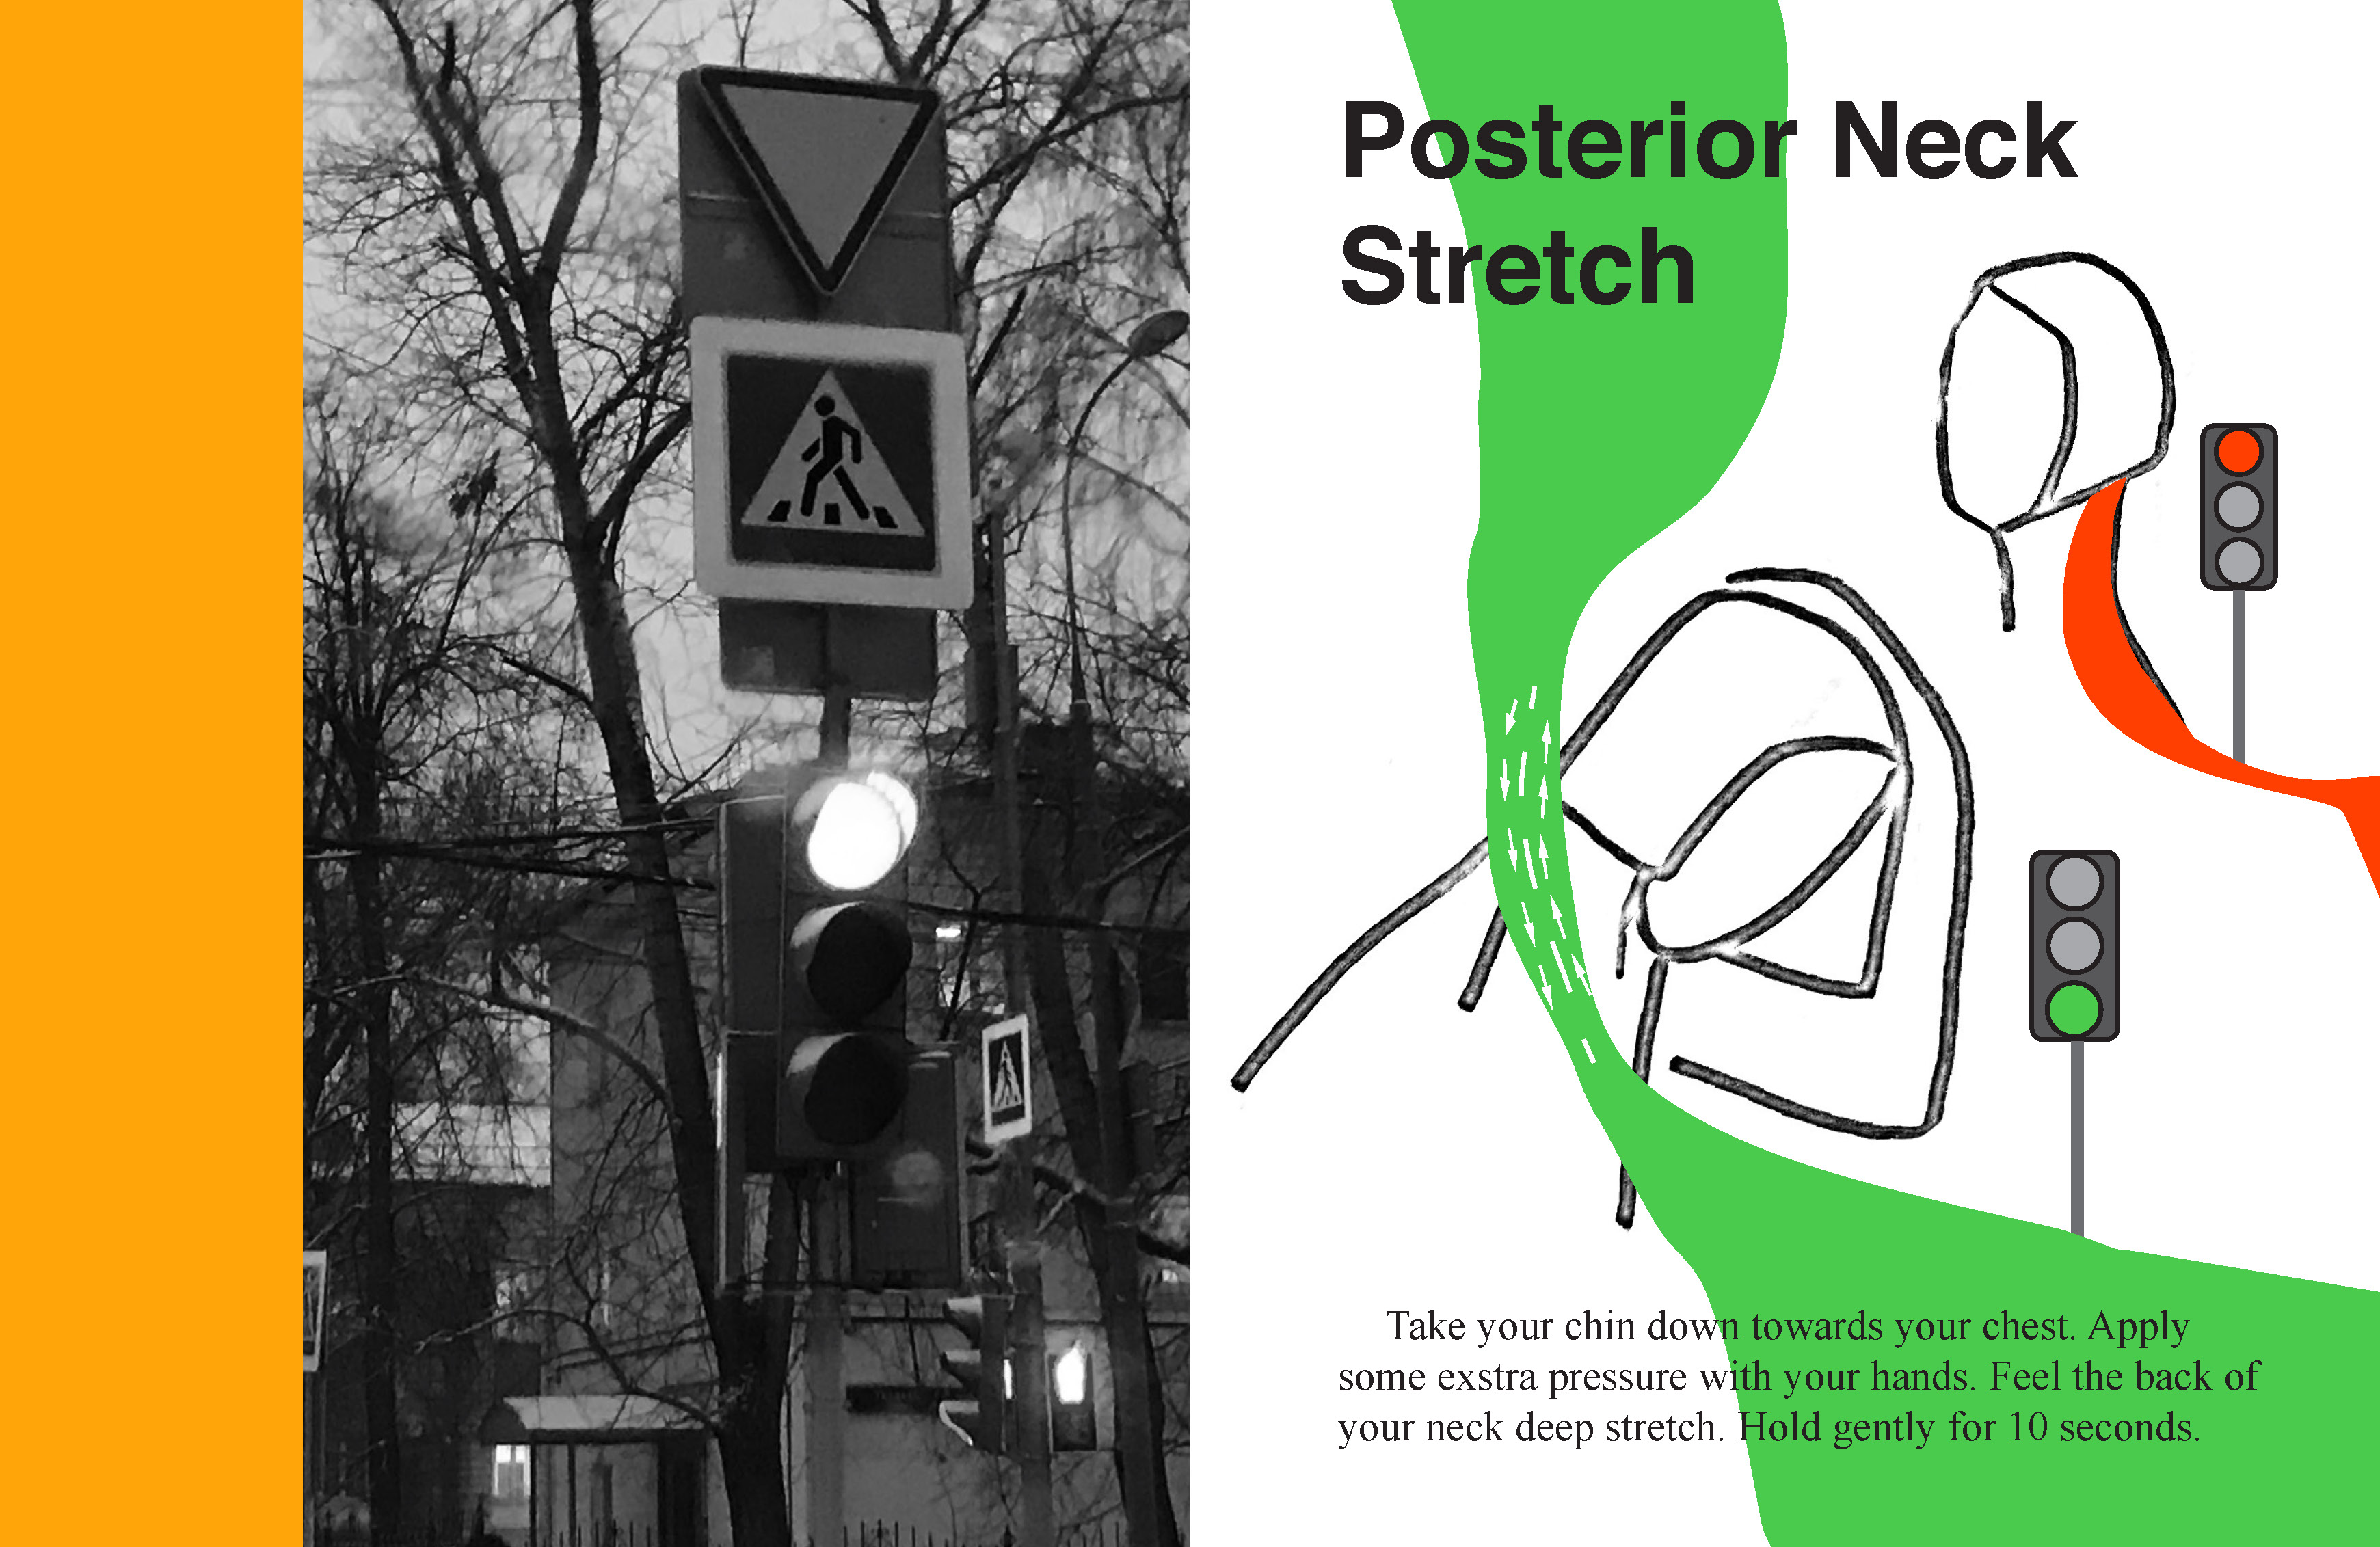 Posterior Neck
Stretch
Take your chin down towards your chest. Apply
some exstra pressure with your hands. Feel the back of
your neck deep stretch. Hold gently for 10 seconds.